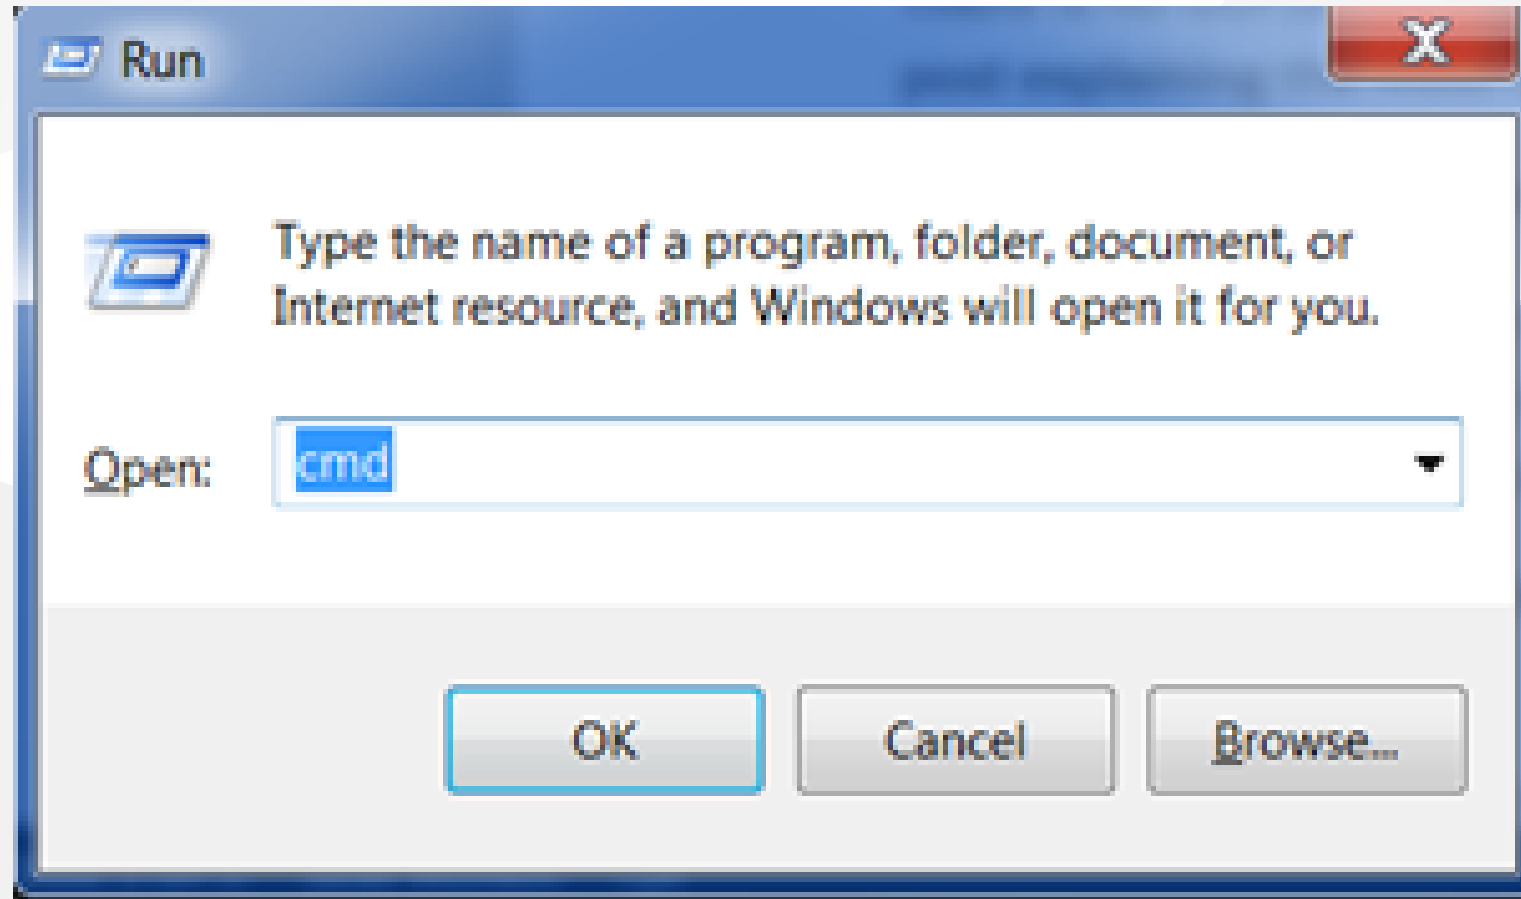 Run
Type the name of a program, folder, document, or
Internet resource, and Windows will open it for you.
Open: cmd
OK Cancel Browse...